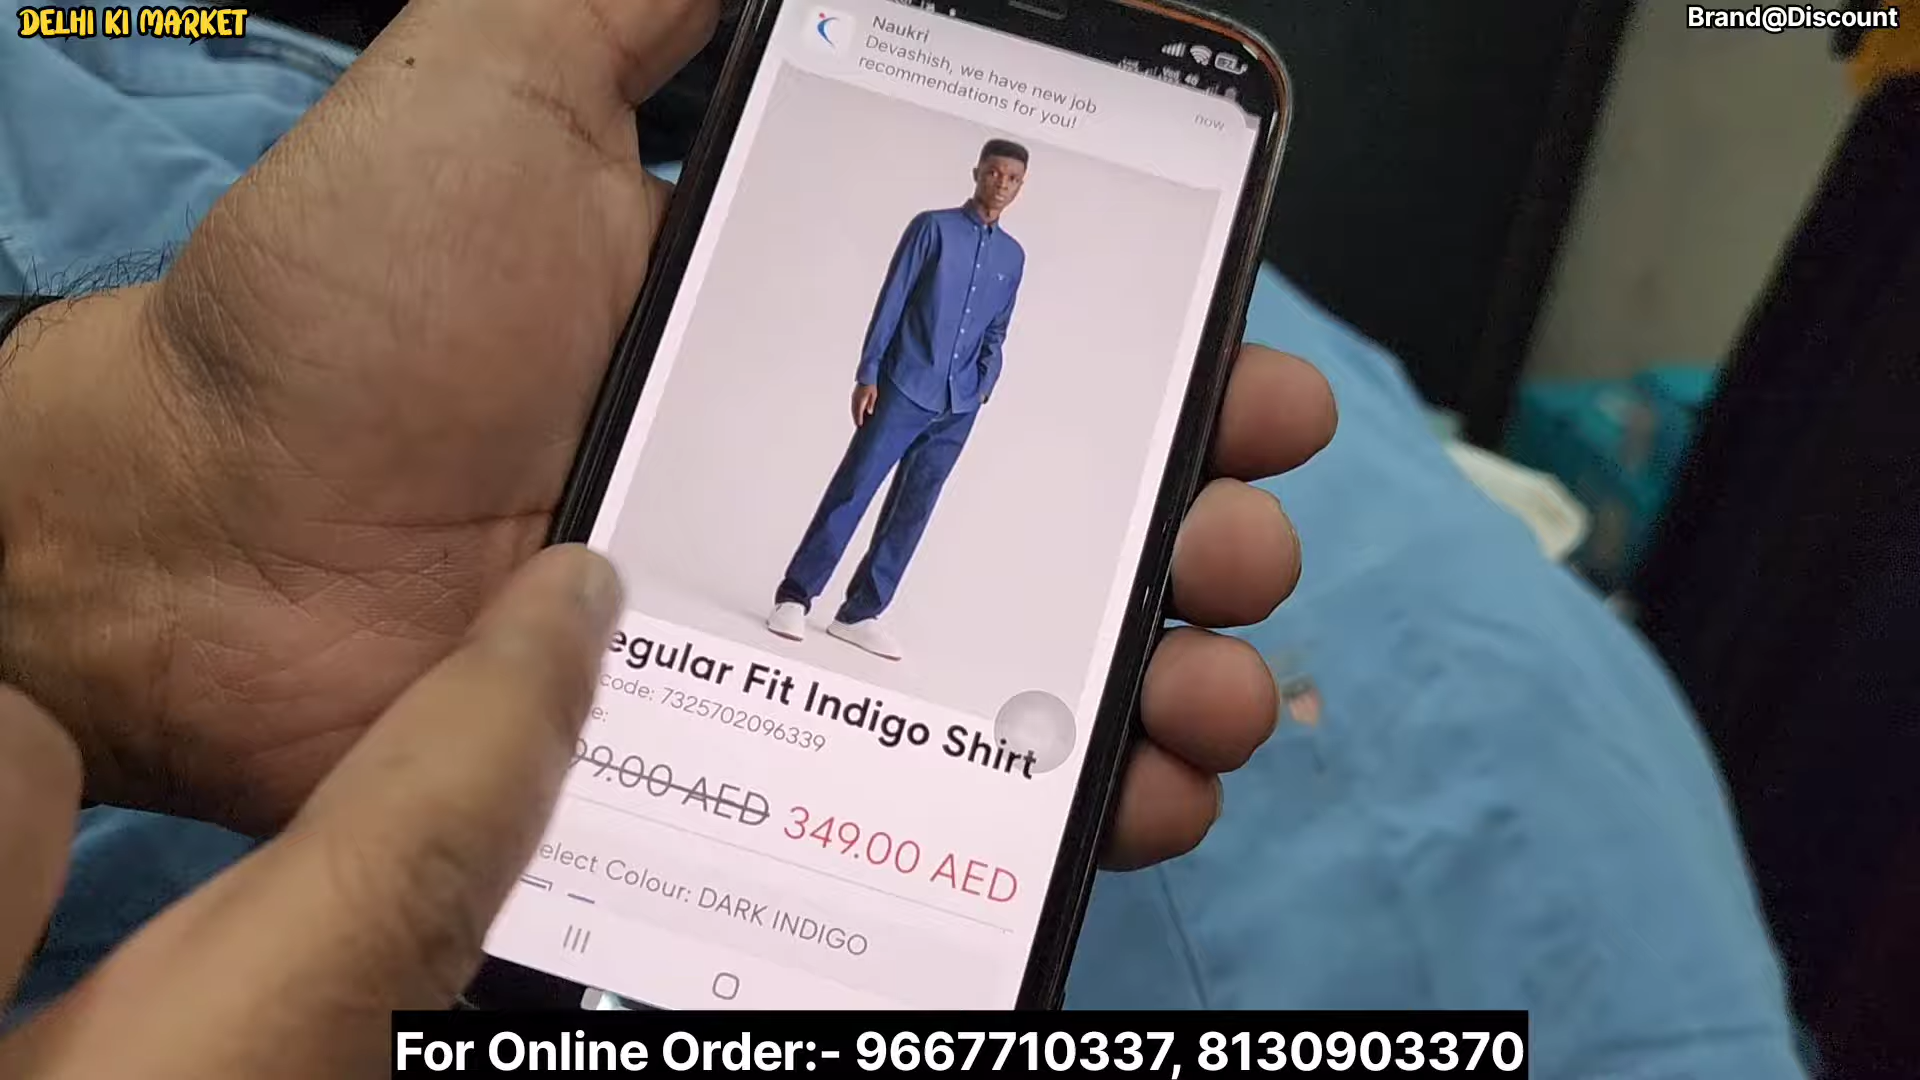 DELHI KI MARKET
Brand@Discount
Naukri
Devashish, we have new job
recommendations for you!
now
egular Fit Indigo Shirt
code: 7325702096339
e:
99.00 AED 349.00 AED
elect Colour: DARK INDIGO
For Online Order:- 9667710337, 8130903370